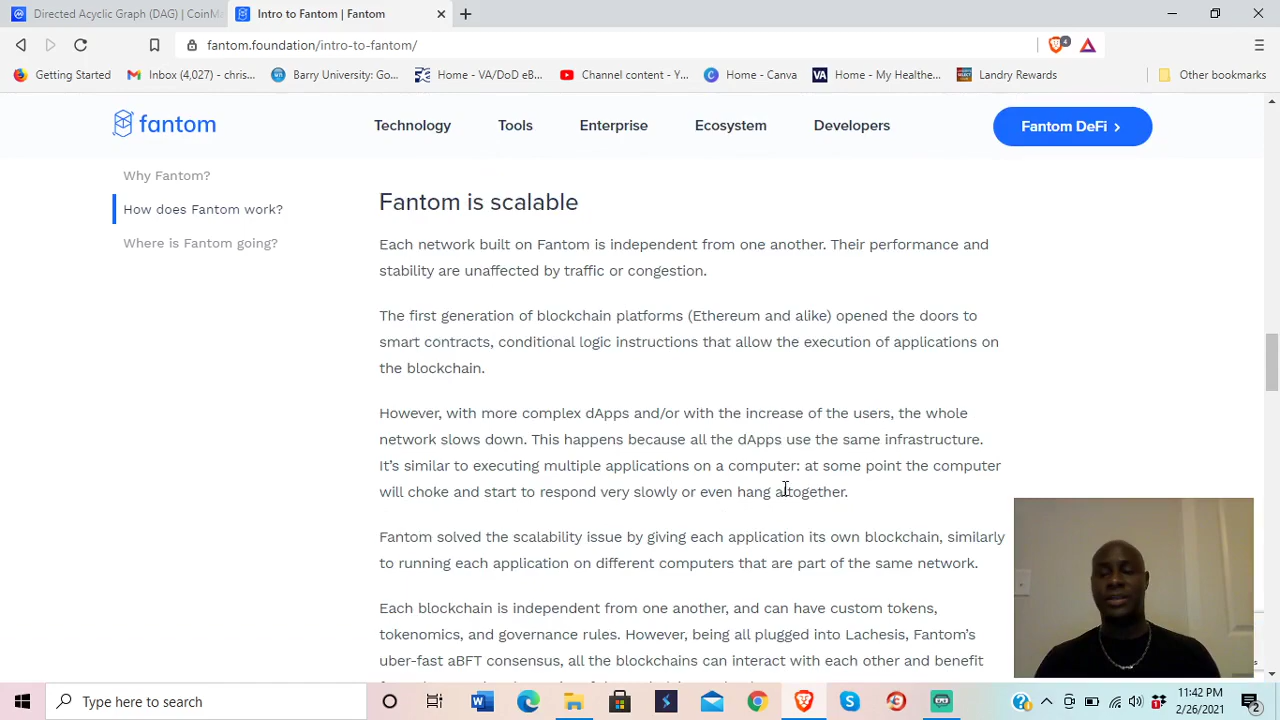 Directed Acyclic Graph (DAG) | CoinM
Intro to Fantom | Fantom
fantom.foundation/intro-to-fantom/
4
Getting Started
Inbox (4,027) - chris...
Barry University: Go...
Home - VA/DoD eB...
Channel content - Y...
Home - Canva
VA
Home - My Healthe...
Landry Rewards
Other bookmarks
fantom
Technology
Tools
Enterprise
Ecosystem
Developers
Fantom DeFi >
Why Fantom?
How does Fantom work?
Where is Fantom going?
Fantom is scalable
Each network built on Fantom is independent from one another. Their performance and
stability are unaffected by traffic or congestion.
The first generation of blockchain platforms (Ethereum and alike) opened the doors to
smart contracts, conditional logic instructions that allow the execution of applications on
the blockchain.
However, with more complex dApps and/or with the increase of the users, the whole
network slows down. This happens because all the dApps use the same infrastructure.
It's similar to executing multiple applications on a computer: at some point the computer
will choke and start to respond very slowly or even hang altogether.
Fantom solved the scalability issue by giving each application its own blockchain, similarly
to running each application on different computers that are part of the same network.
Each blockchain is independent from one another, and can have custom tokens,
tokenomics, and governance rules. However, being all plugged into Lachesis, Fantom's
uber-fast aBFT consensus, all the blockchains can interact with each other and benefit
Type here to search
11:42 PM
2/26/2021
2